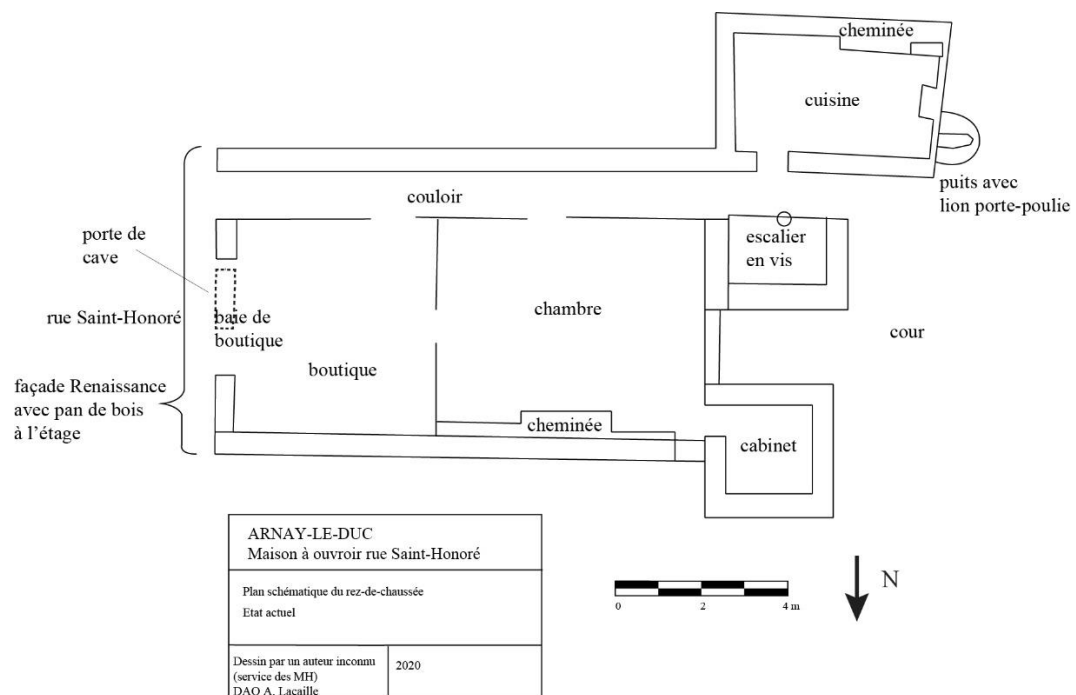 cheminée
cuisine
puits avec
lion porte-poulie
couloir
porte de
cave
escalier
en vis
chambre
rue Saint-Honoré
baie de
boutique
boutique
cour
façade Renaissance
avec pan de bois
à l'étage
cheminée
cabinet
ARNAY-LE-DUC
Maison à ouvroir rue Saint-Honoré
Plan schématique du rez-de-chaussée
Etat actuel
Dessin par un auteur inconnu
(service des MH)
DAO A. Lacaille
2020
0 2 4 m
N